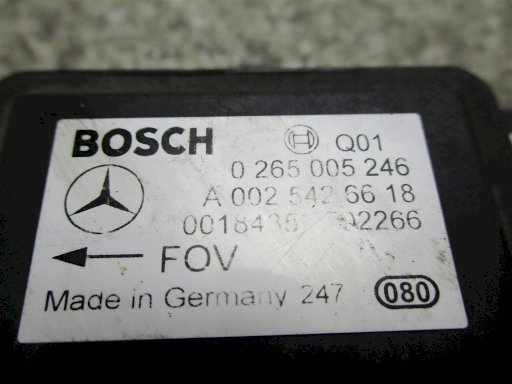 BOSCH Q01
0 265 005 246
A 002 542 66 18
FOV
Made in Germany 247 080